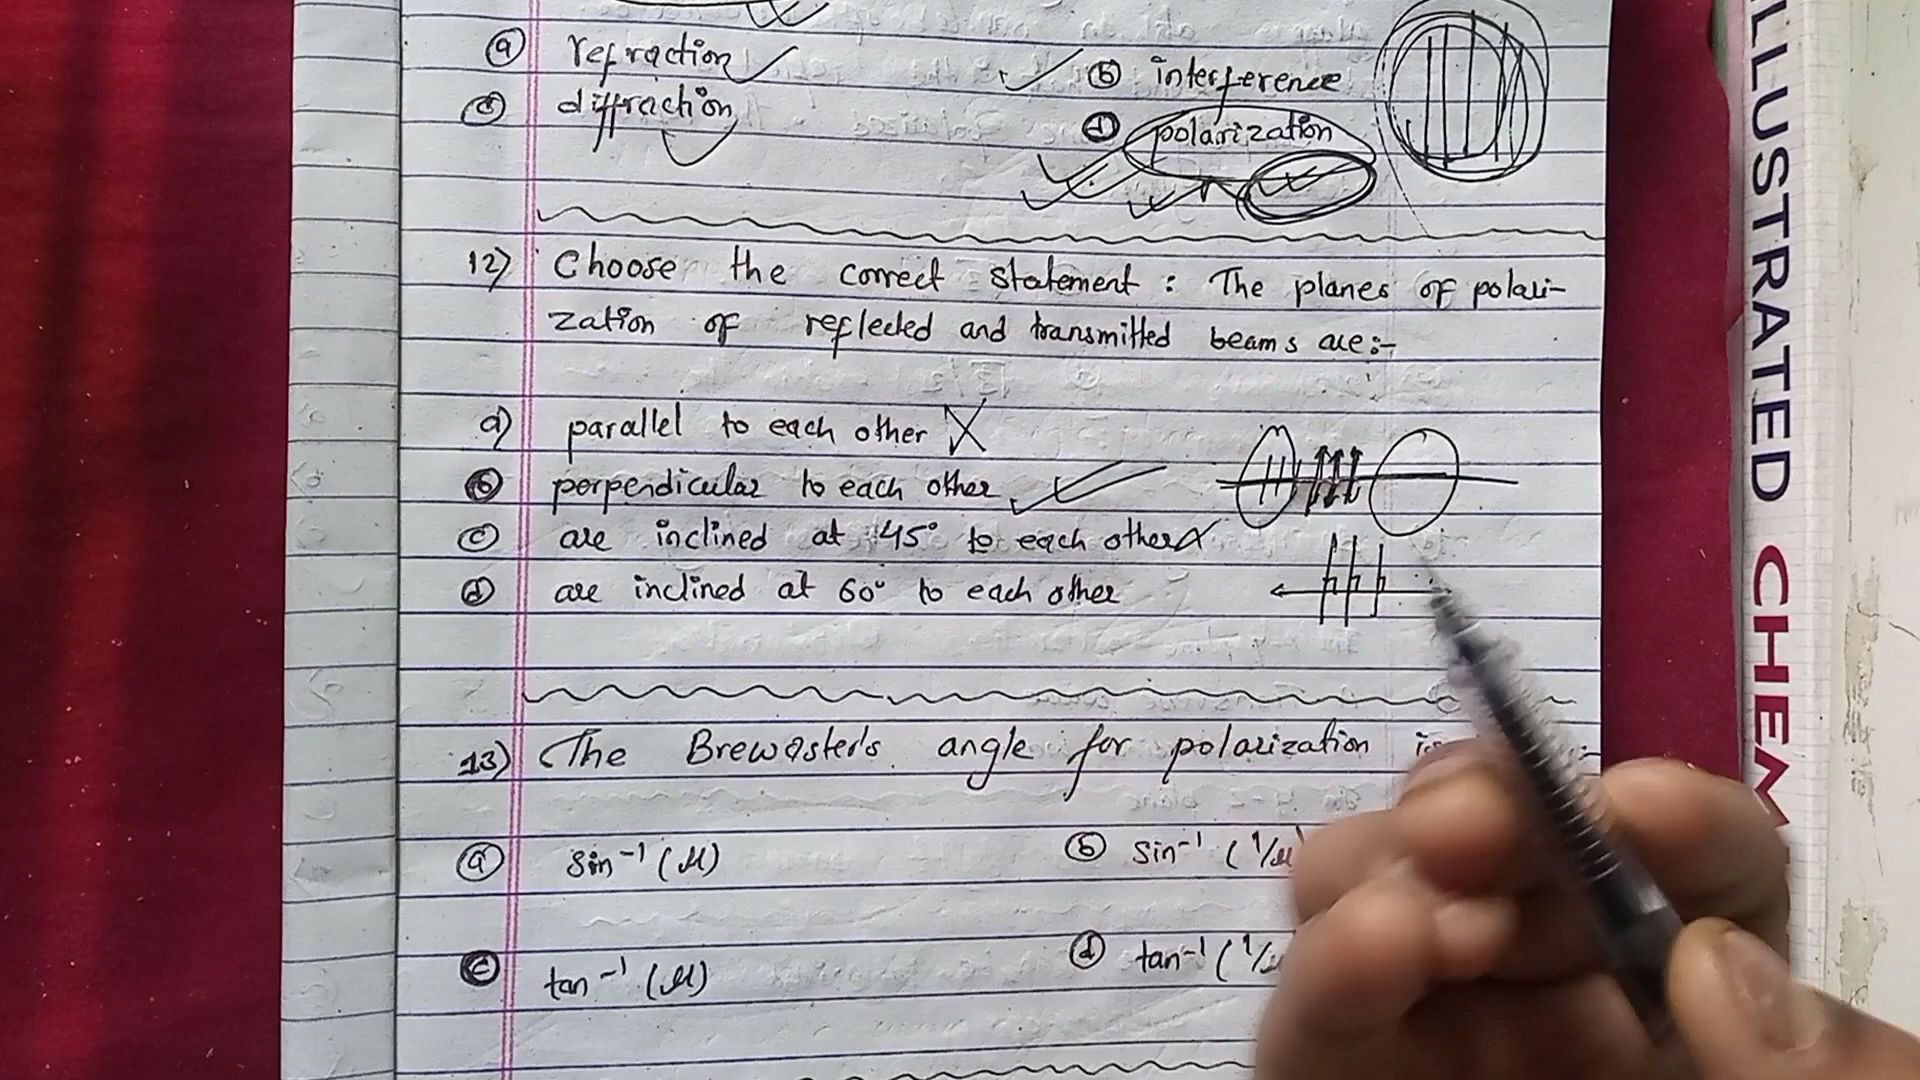 a) refraction
b) interference
c) diffraction
d) polarization
12) Choose the correct statement : The planes of polari-
zation of reflected and transmitted beams are:-
a) parallel to each other
b) perpendicular to each other
c) are inclined at 45° to each other
d) are inclined at 60° to each other
13) The Brewster's angle for polarization
a) sin⁻¹ (μ)
b) sin⁻¹ (1/μ)
c) tan⁻¹ (μ)
d) tan⁻¹ (1/μ
LLUSTRATED CHEM